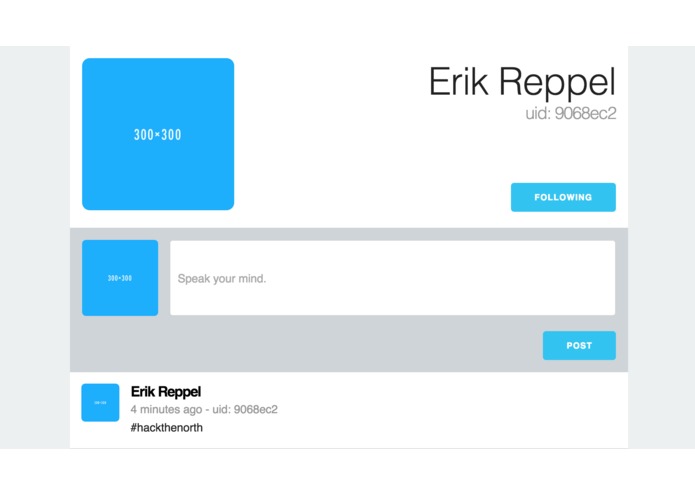 300×300
Erik Reppel
uid: 9068ec2
FOLLOWING
300×300
Speak your mind.
POST
Erik Reppel
4 minutes ago - uid: 9068ec2
#hackthenorth